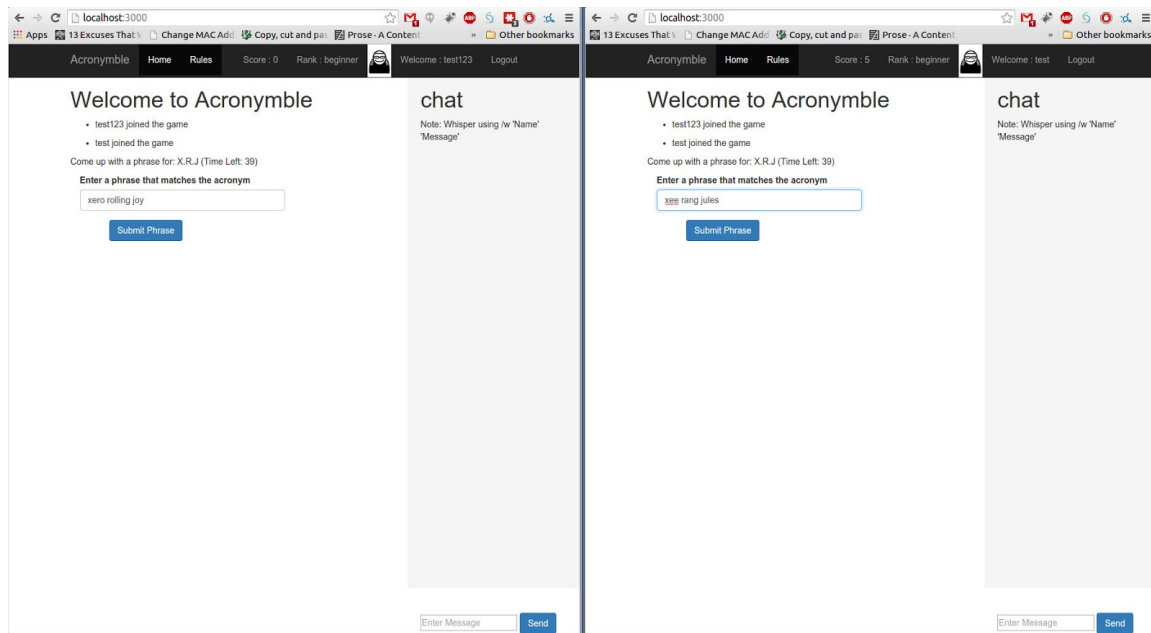 localhost:3000
Apps 13 Excuses That Change MAC Add Copy, cut and pas Prose - A Content » Other bookmarks
Acronymble Home Rules Score : 0 Rank : beginner Welcome : test123 Logout
Welcome to Acronymble
• test123 joined the game
• test joined the game
Come up with a phrase for: X.R.J (Time Left: 39)
Enter a phrase that matches the acronym
xero rolling joy
Submit Phrase
chat
Note: Whisper using /w 'Name'
'Message'
Enter Message Send
localhost:3000
13 Excuses That Change MAC Add Copy, cut and pas Prose - A Content » Other bookmarks
Acronymble Home Rules Score : 5 Rank : beginner Welcome : test Logout
Welcome to Acronymble
• test123 joined the game
• test joined the game
Come up with a phrase for: X.R.J (Time Left: 39)
Enter a phrase that matches the acronym
xee rang jules
Submit Phrase
chat
Note: Whisper using /w 'Name'
'Message'
Enter Message Send